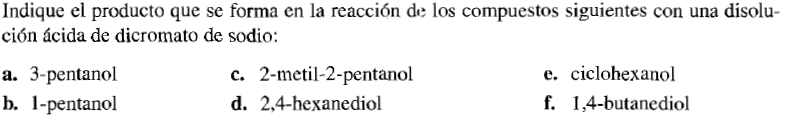 Indique el producto que se forma en la reacción de los compuestos siguientes con una disolu-
ción ácida de dicromato de sodio:
a. 3-pentanol c. 2-metil-2-pentanol e. ciclohexanol
b. 1-pentanol d. 2,4-hexanediol f. 1,4-butanediol